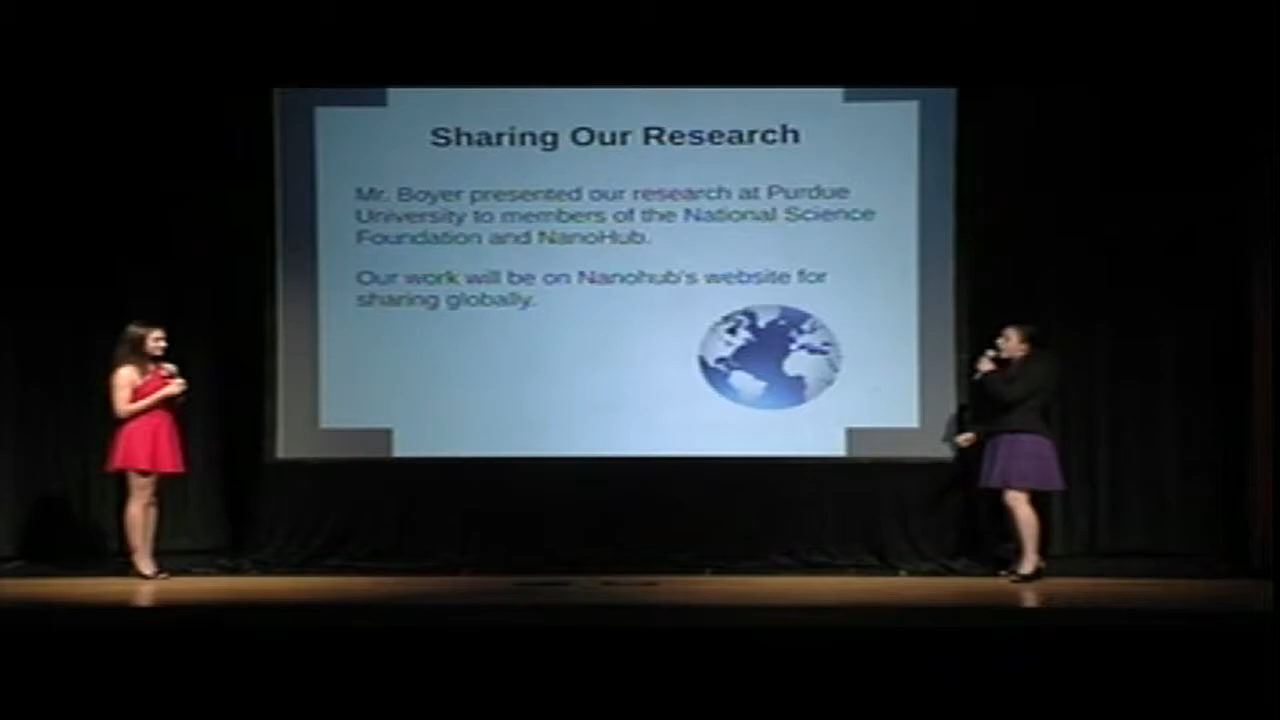 Sharing Our Research
Mr. Boyer presented our research at Purdue
University to members of the National Science
Foundation and NanoHub.
Our work will be on Nanohub's website for
sharing globally.